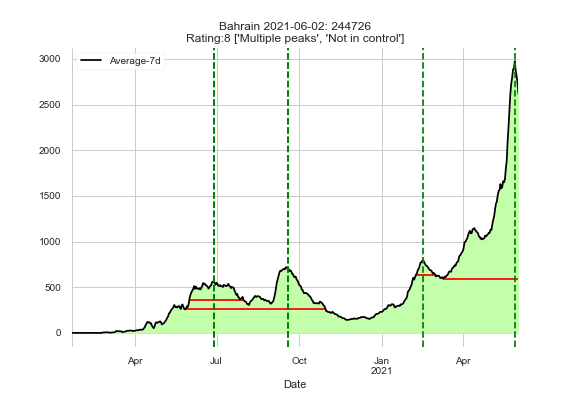 Bahrain 2021-06-02: 244726
Rating:8 ['Multiple peaks', 'Not in control']
Average-7d
3000
2500
2000
1500
1000
500
0
Apr Jul Oct Jan Apr
2021
Date